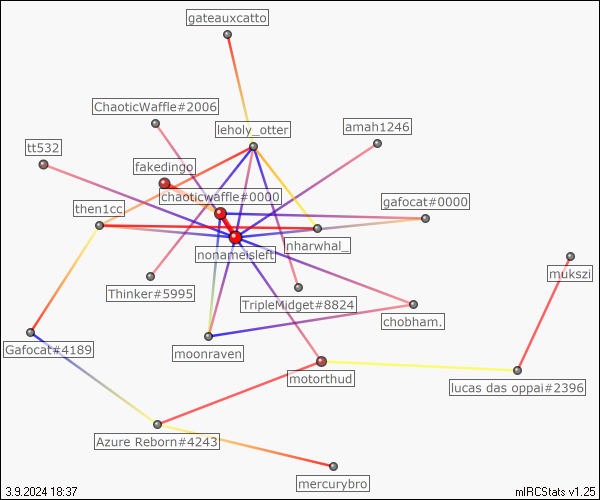 gateauxcatto
ChaoticWaffle#2006
leholy_otter
amah1246
tt532
fakedingo
chaoticwaffle#0000
gafocat#0000
then1cc
nharwhal_
nonameisleft
mukszi
Thinker#5995
TripleMidget#8824
chobham.
Gafocat#4189
moonraven
motorthud
lucas das oppai#2396
Azure Reborn#4243
mercurybro
3.9.2024 18:37
mIRCStats v1.25